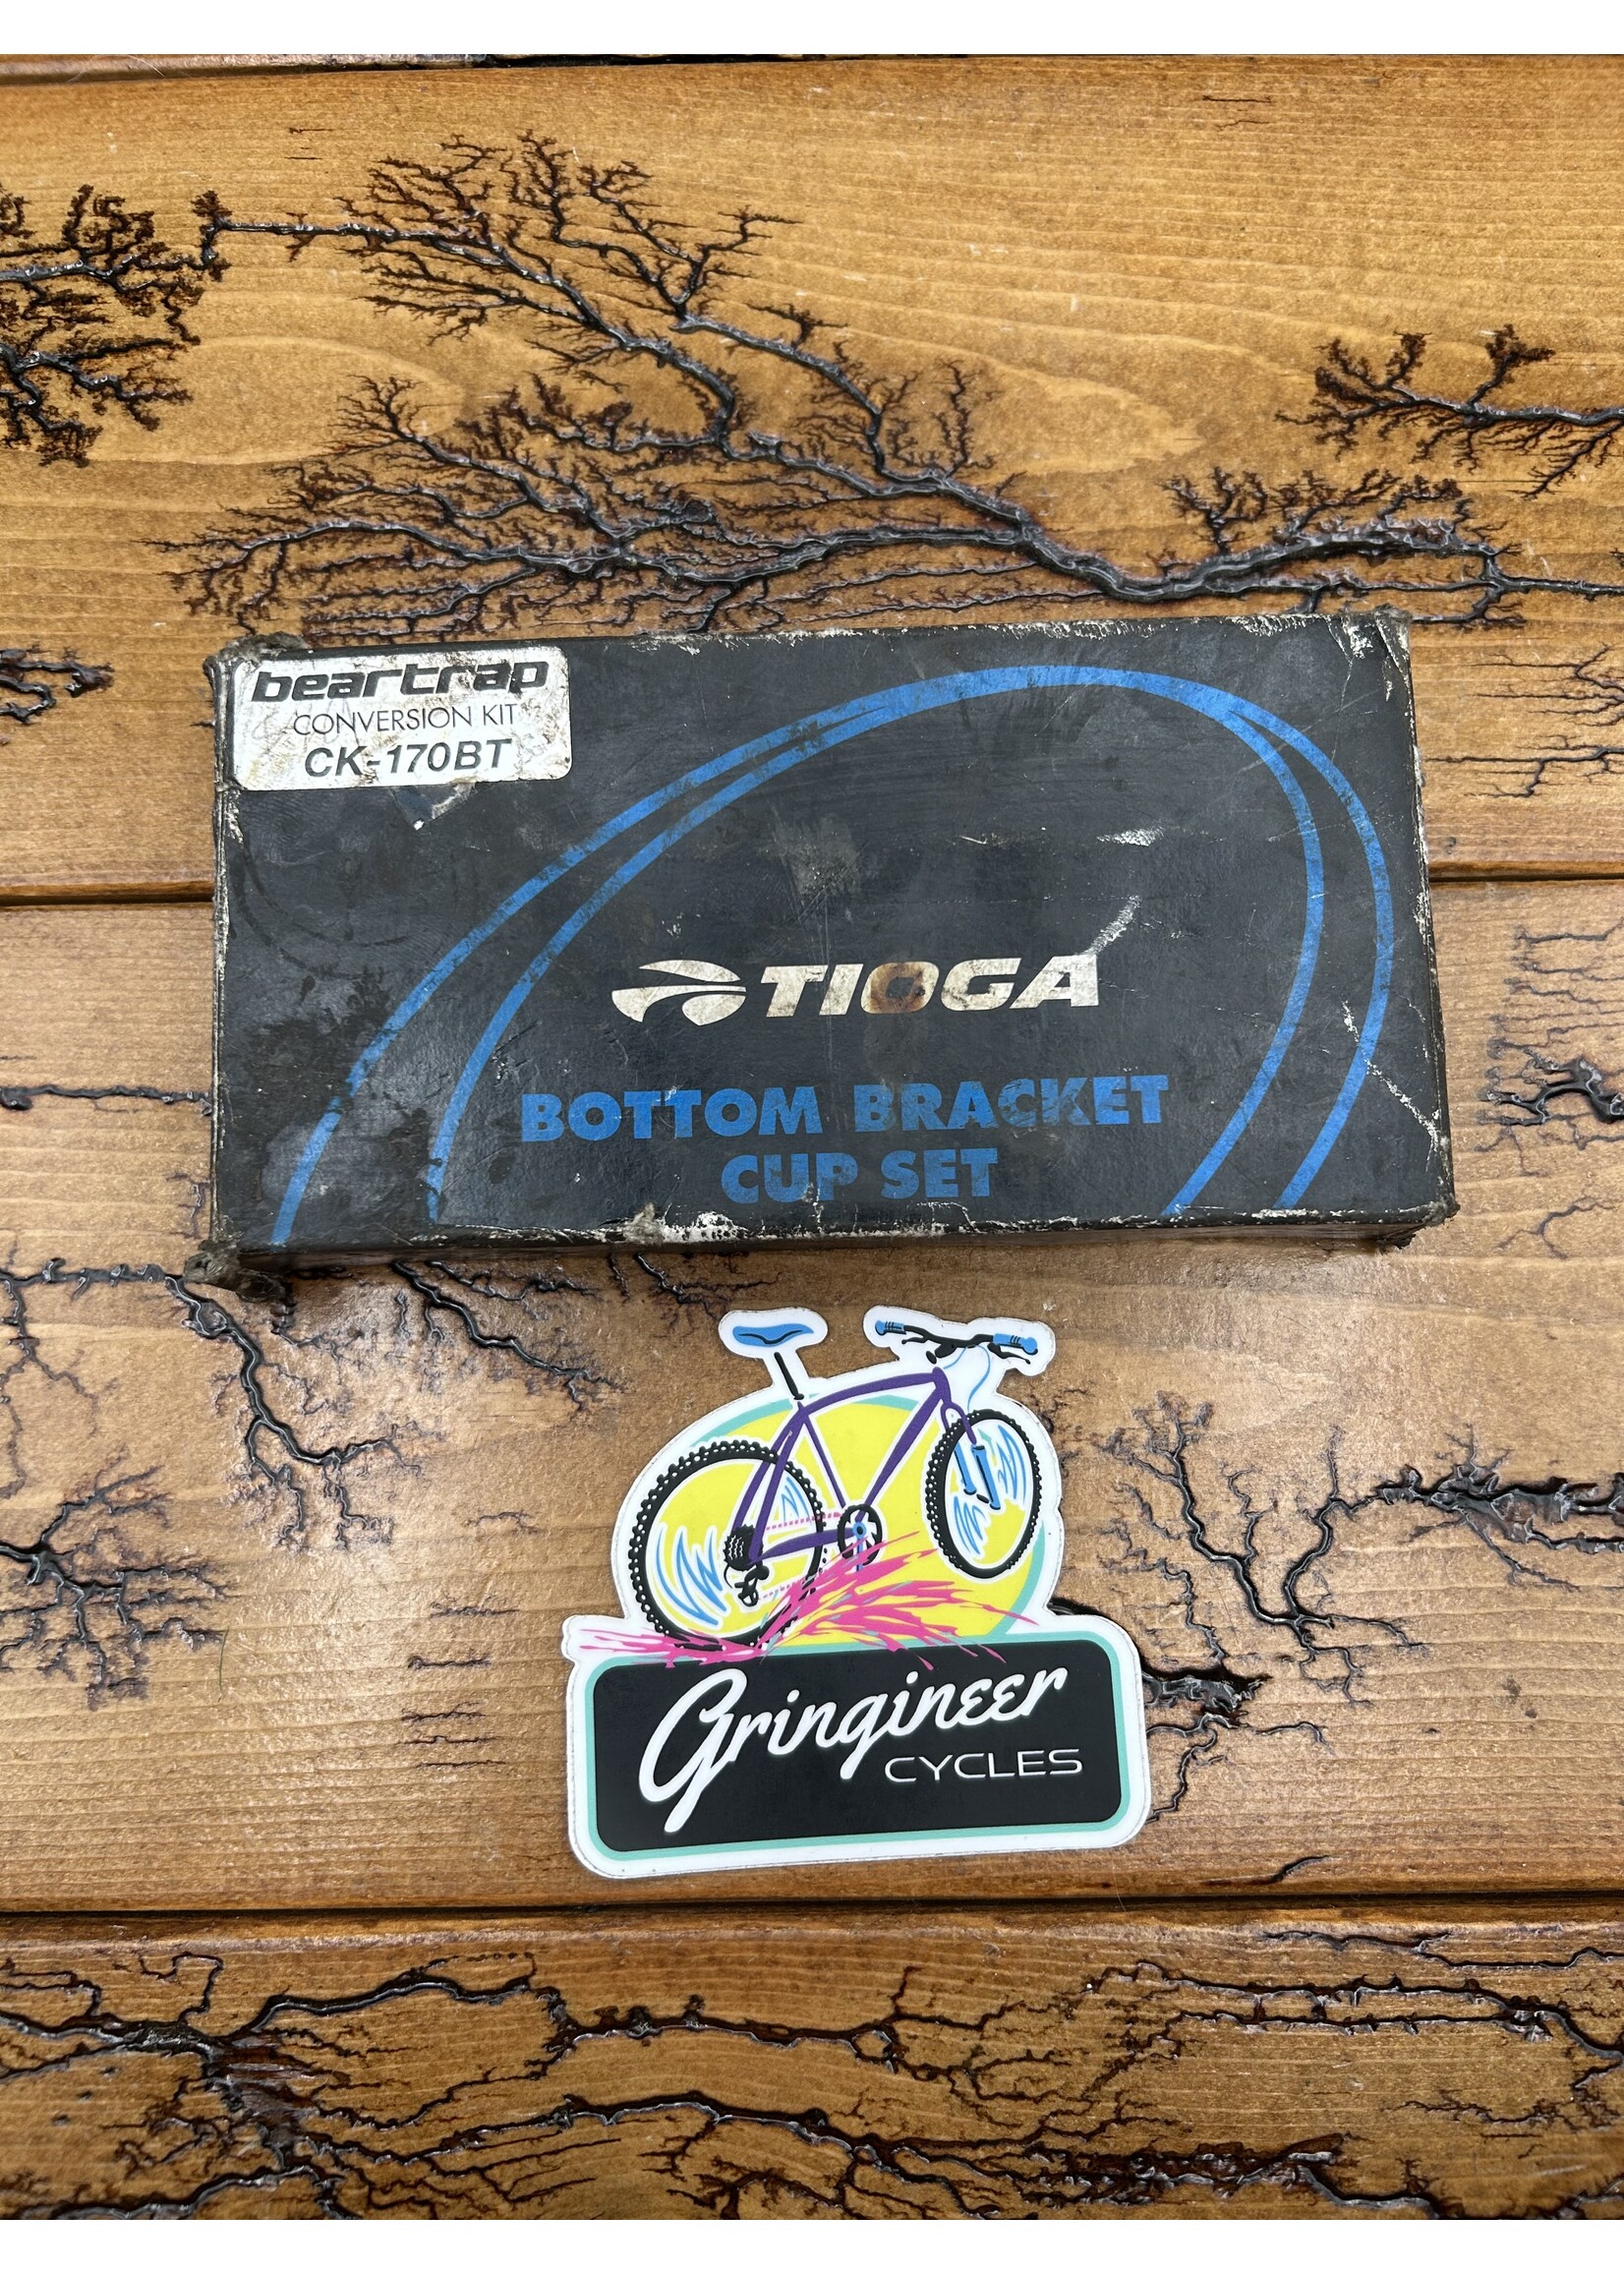 beartrap
CONVERSION KIT
CK-170BT
TIOGA
BOTTOM BRACKET
CUP SET
Gringineer
CYCLES